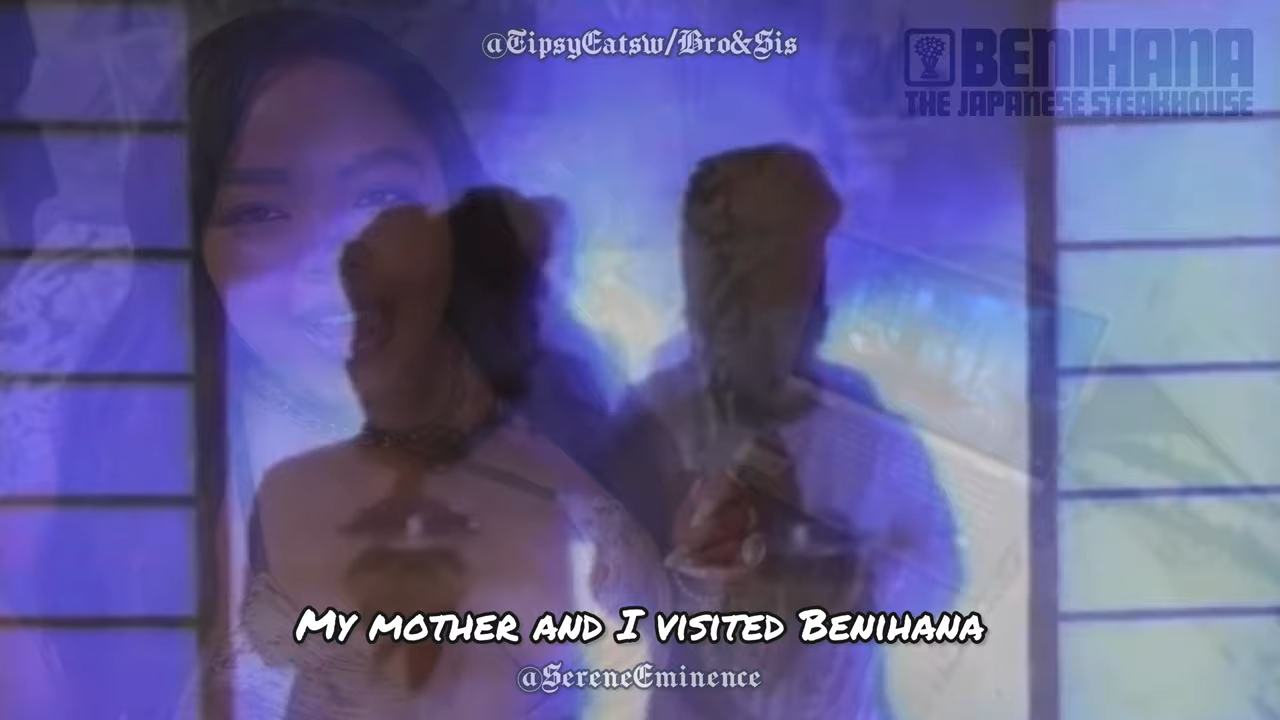 @TipsyEatsw/Bro&Sis
BENIHANA
THE JAPANESE STEAKHOUSE
My mother and I visited Benihana
@SereneEminence